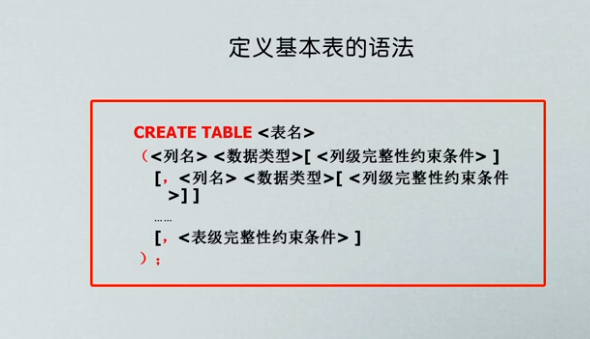 定义基本表的语法
CREATE TABLE <表名>
（<列名> <数据类型>[ <列级完整性约束条件> ]
[，<列名> <数据类型>[ <列级完整性约束条件
>] ]
……
[，<表级完整性约束条件> ]
）；